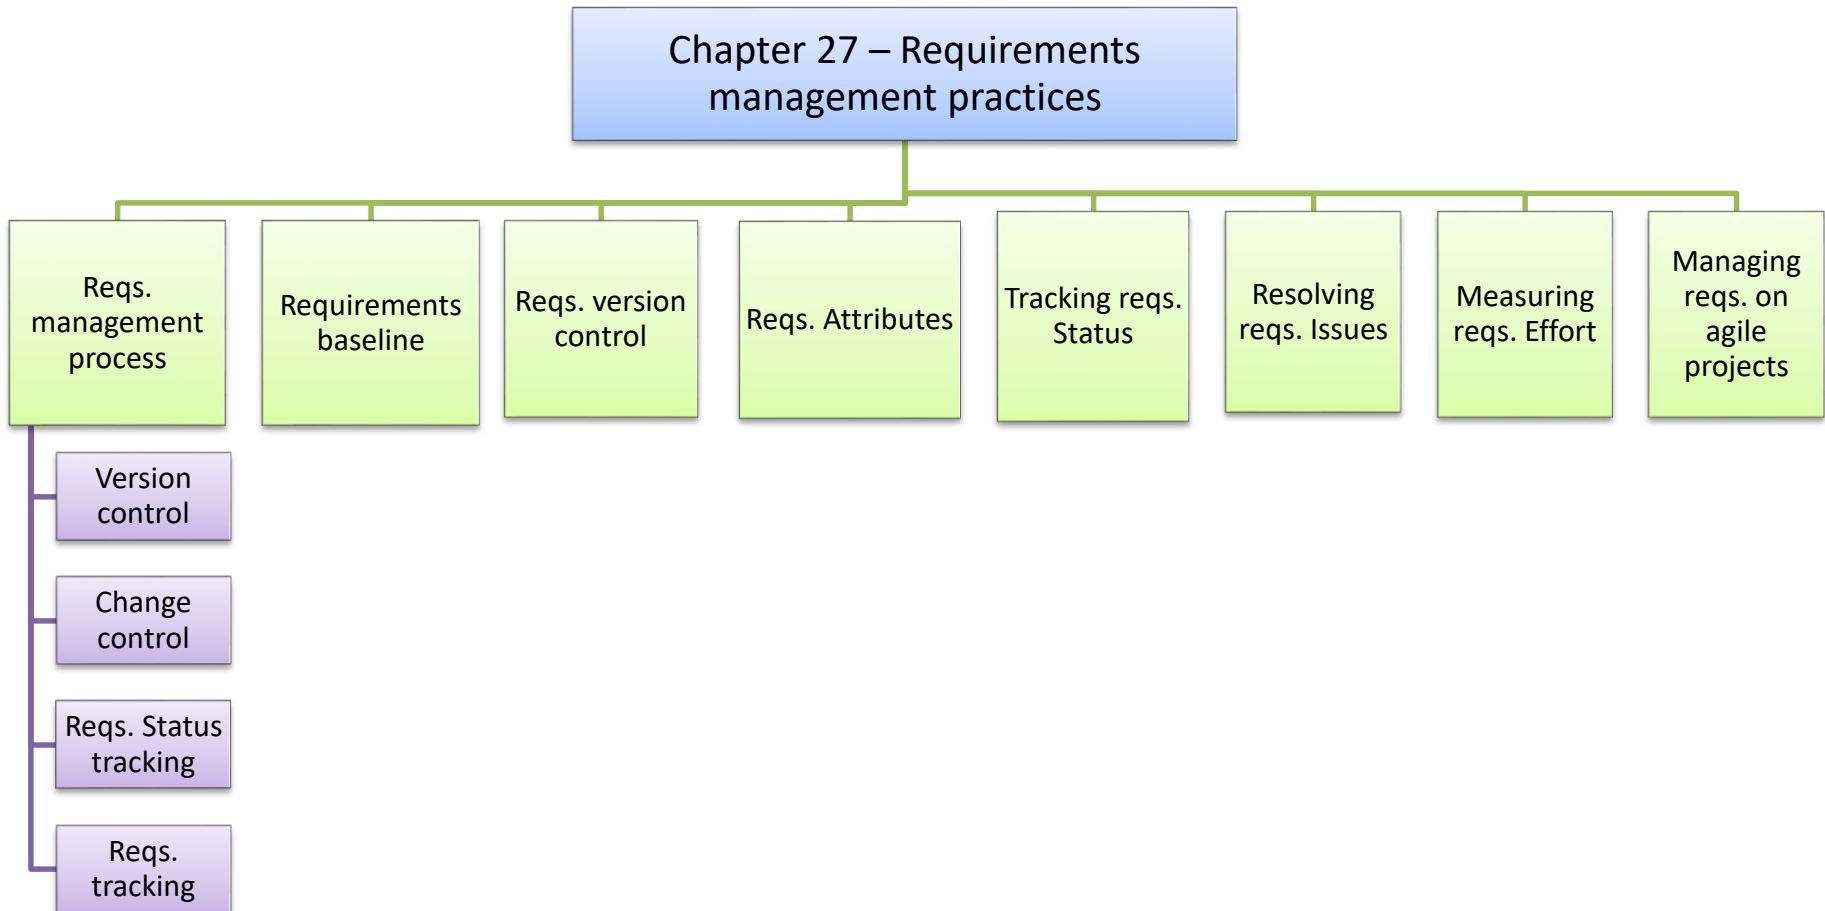 Chapter 27 – Requirements
management practices
Reqs.
management
process
Requirements
baseline
Reqs. version
control
Reqs. Attributes
Tracking reqs.
Status
Resolving
reqs. Issues
Measuring
reqs. Effort
Managing
reqs. on
agile
projects
Version
control
Change
control
Reqs. Status
tracking
Reqs.
tracking